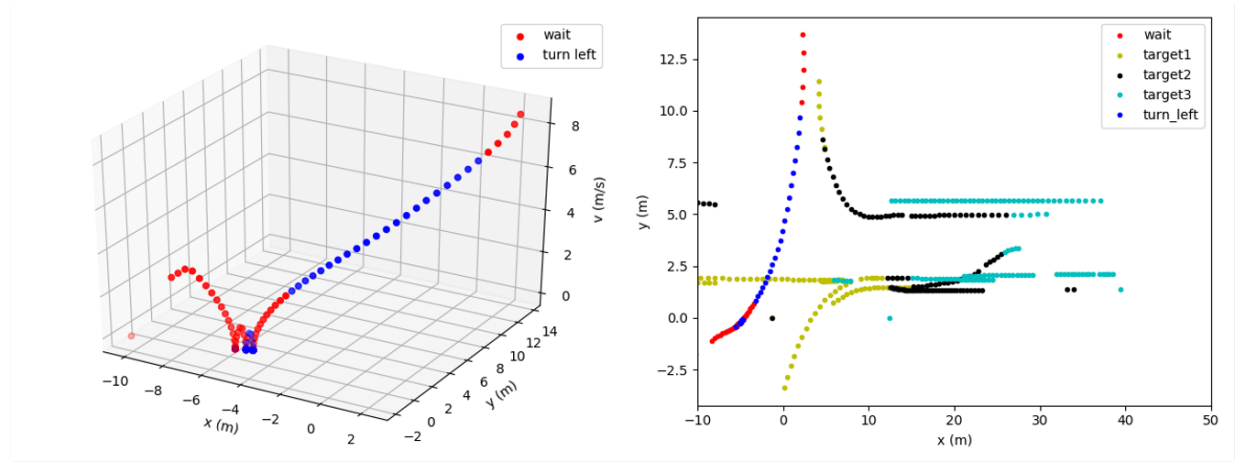 wait
turn left
8
6
4
2
0
v (m/s)
14
12
10
8
6
4
2
0
−2
y (m)
−10
−8
−6
−4
−2
0
2
x (m)
wait
target1
target2
target3
turn_left
12.5
10.0
7.5
5.0
2.5
0.0
−2.5
y (m)
−10 0 10 20 30 40 50
x (m)